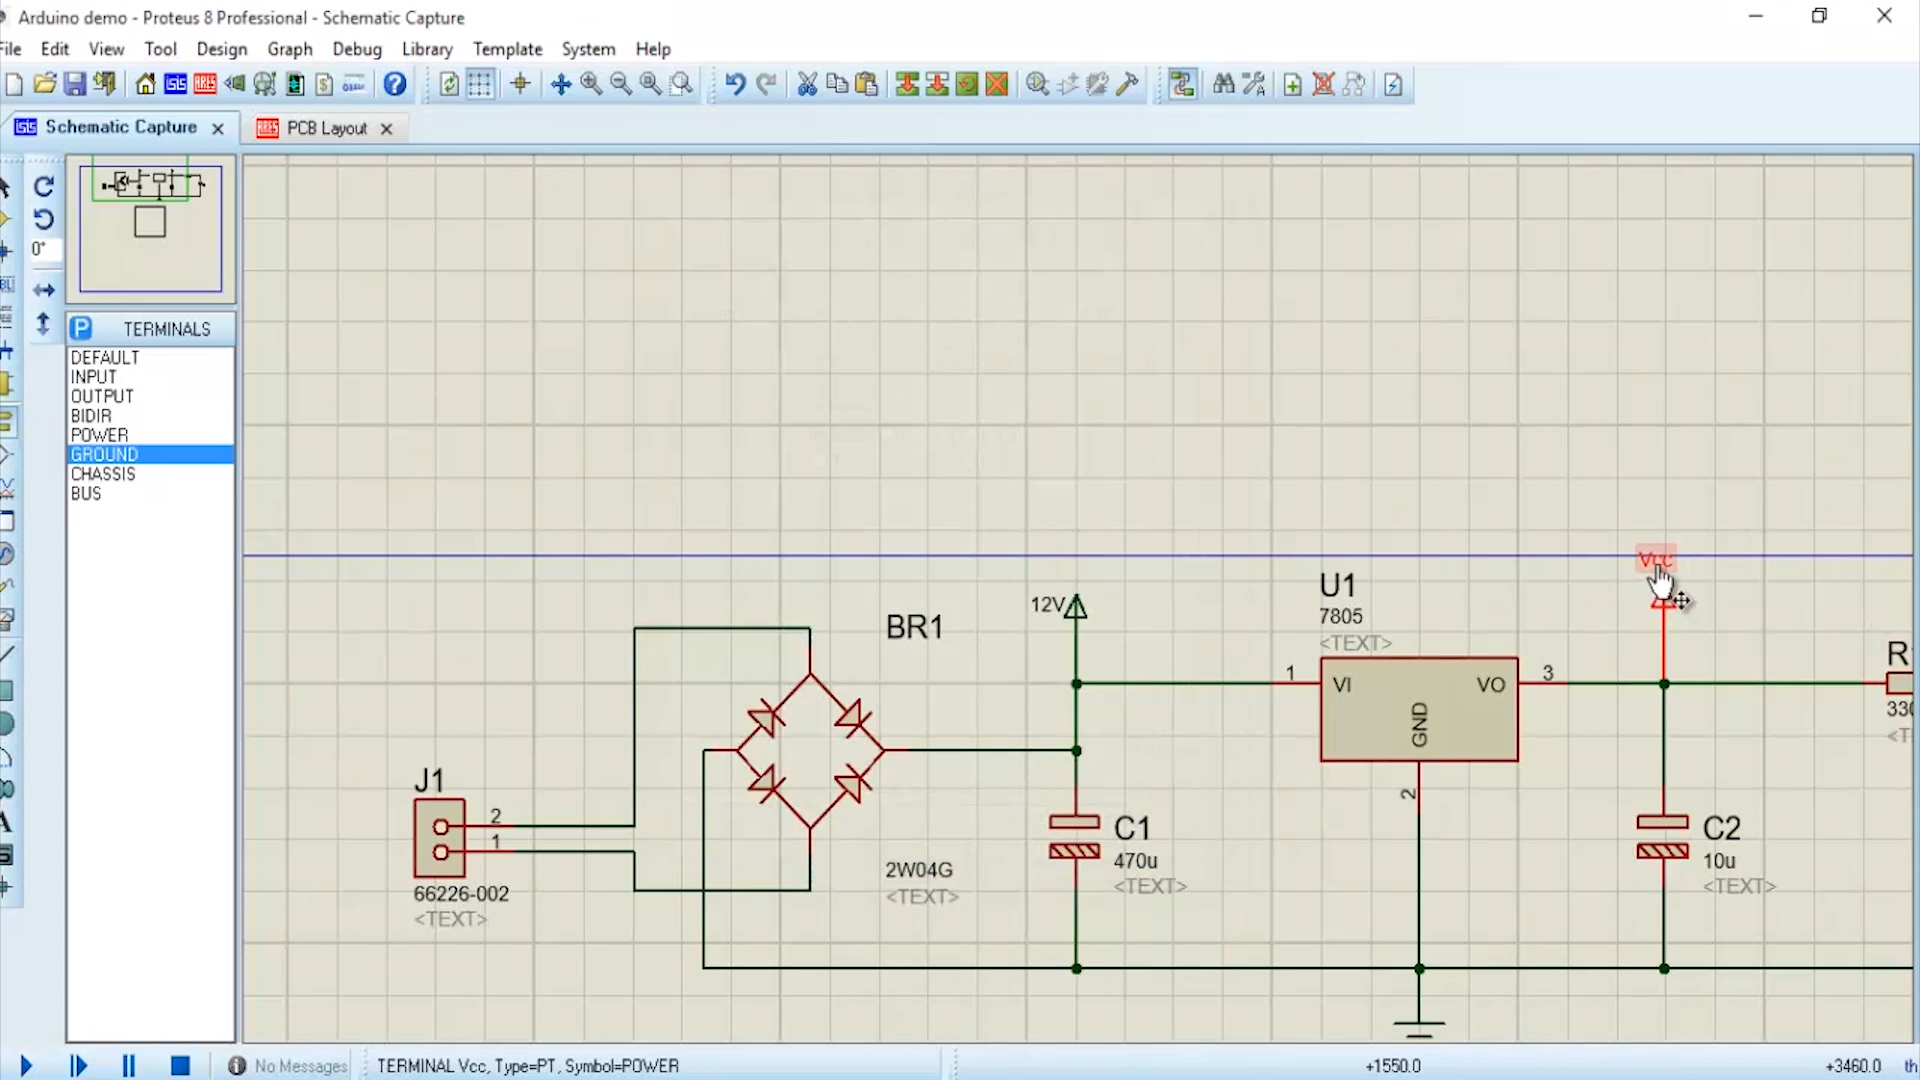 Arduino demo - Proteus 8 Professional - Schematic Capture
File Edit View Tool Design Graph Debug Library Template System Help
Schematic Capture PCB Layout
0°
P TERMINALS
DEFAULT
INPUT
OUTPUT
BIDIR
POWER
GROUND
CHASSIS
BUS
Vcc
12V
U1
7805
<TEXT>
BR1
1 VI VO 3
GND
2
R
330
<T
J1
2
1
66226-002
<TEXT>
2W04G
<TEXT>
C1
470u
<TEXT>
C2
10u
<TEXT>
No Messages TERMINAL Vcc, Type=PT, Symbol=POWER +1550.0 +3460.0 th